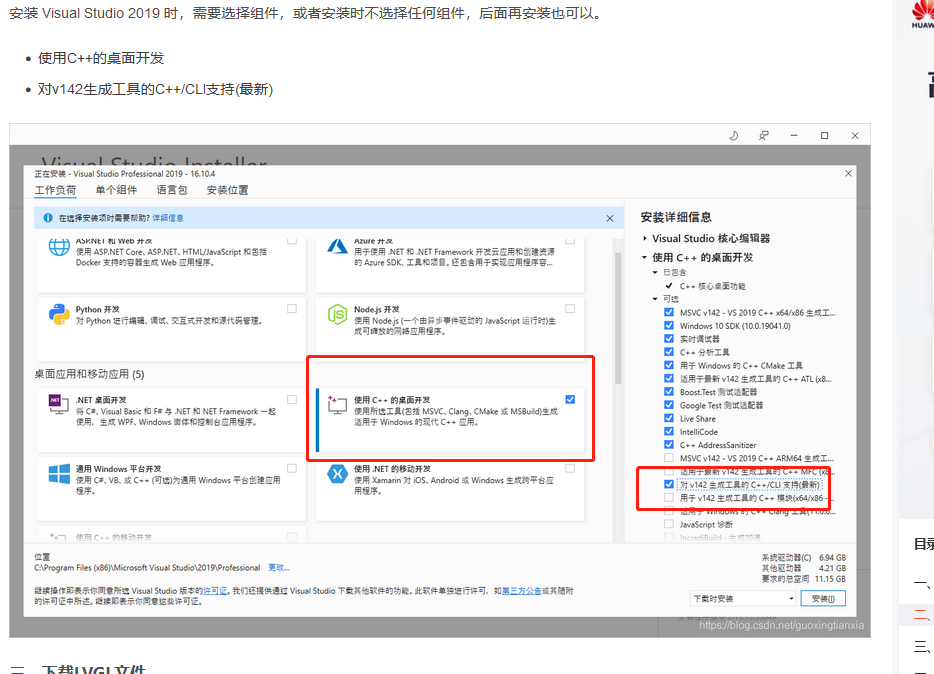 安装 Visual Studio 2019 时，需要选择组件，或者安装时不选择任何组件，后面再安装也可以。
使用C++的桌面开发
对v142生成工具的C++/CLI支持(最新)
Visual Studio Installer
正在安装 - Visual Studio Professional 2019 - 16.10.4
工作负荷 单个组件 语言包 安装位置
在选择安装项时需要帮助? 详细信息
ASP.NET 和 Web 开发
使用 ASP.NET Core、ASP.NET、HTML/JavaScript 和包括
Docker 支持的容器生成 Web 应用程序。
Azure 开发
用于使用 .NET 和 .NET Framework 开发云应用和创建资源
的 Azure SDK、工具和项目。还包含用于实现应用程序容...
Python 开发
对 Python 进行编辑、调试、交互式开发和源代码管理。
Node.js 开发
使用 Node.js (一个由异步事件驱动的 JavaScript 运行时)生
成可缩放的网络应用程序。
桌面应用和移动应用 (5)
.NET 桌面开发
将 C#、Visual Basic 和 F# 与 .NET 和 NET Framework 一起
使用，生成 WPF、Windows 窗体和控制台应用程序。
使用 C++ 的桌面开发
使用所选工具(包括 MSVC、Clang、CMake 或 MSBuild)生成
适用于 Windows 的现代 C++ 应用。
通用 Windows 平台开发
使用 C#、VB、或 C++ (可选)为通用 Windows 平台创建应用
程序。
使用 .NET 的移动开发
使用 Xamarin 对 iOS、Android 或 Windows 生成跨平台应
用程序。
使用 C++ 的移动开发
安装详细信息
Visual Studio 核心编辑器
使用 C++ 的桌面开发
已包含
C++ 核心桌面功能
可选
MSVC v142 - VS 2019 C++ x64/x86 生成工...
Windows 10 SDK (10.0.19041.0)
实时调试器
C++ 分析工具
用于 Windows 的 C++ CMake 工具
适用于最新 v142 生成工具的 C++ ATL (x8...
Boost.Test 测试适配器
Google Test 测试适配器
Live Share
IntelliCode
C++ AddressSanitizer
MSVC v142 - VS 2019 C++ ARM64 生成工...
适用于最新 v142 生成工具的 C++ MFC (x8...
对 v142 生成工具的 C++/CLI 支持(最新)
用于 v142 生成工具的 C++ 模块(x64/x86 -...
适用于 Windows 的 C++ Clang 工具(11.0.0...
JavaScript 诊断
IncrediBuild - 生成加速
位置
C:\Program Files (x86)\Microsoft Visual Studio\2019\Professional 更改...
系统驱动器(C) 6.94 GB
其他驱动器 4.21 GB
要求的总空间 11.15 GB
继续操作即表示你同意所选 Visual Studio 版本的许可证。我们还提供通过 Visual Studio 下载其他软件的功能。此软件单独进行许可，如第三方公告或其随附
的许可证中所述。继续即表示你同意这些许可证。
下载时安装 安装(I)
https://blog.csdn.net/guoxingtianxia
三、下载LVGL文件
HUAW
目录
一、
二、
三、